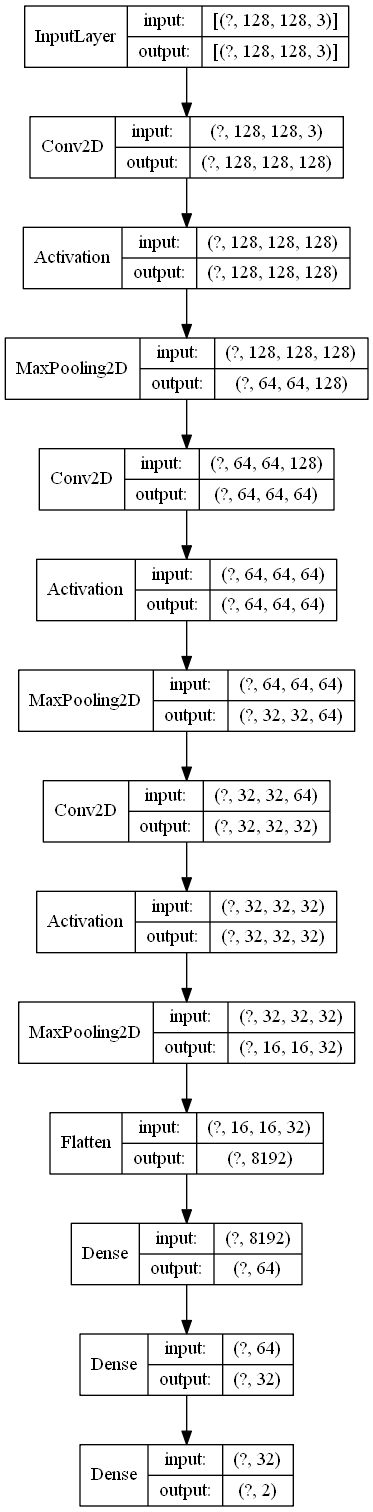 InputLayer input: [(?, 128, 128, 3)]
output: [(?, 128, 128, 3)]
Conv2D input: (?, 128, 128, 3)
output: (?, 128, 128, 128)
Activation input: (?, 128, 128, 128)
output: (?, 128, 128, 128)
MaxPooling2D input: (?, 128, 128, 128)
output: (?, 64, 64, 128)
Conv2D input: (?, 64, 64, 128)
output: (?, 64, 64, 64)
Activation input: (?, 64, 64, 64)
output: (?, 64, 64, 64)
MaxPooling2D input: (?, 64, 64, 64)
output: (?, 32, 32, 64)
Conv2D input: (?, 32, 32, 64)
output: (?, 32, 32, 32)
Activation input: (?, 32, 32, 32)
output: (?, 32, 32, 32)
MaxPooling2D input: (?, 32, 32, 32)
output: (?, 16, 16, 32)
Flatten input: (?, 16, 16, 32)
output: (?, 8192)
Dense input: (?, 8192)
output: (?, 64)
Dense input: (?, 64)
output: (?, 32)
Dense input: (?, 32)
output: (?, 2)